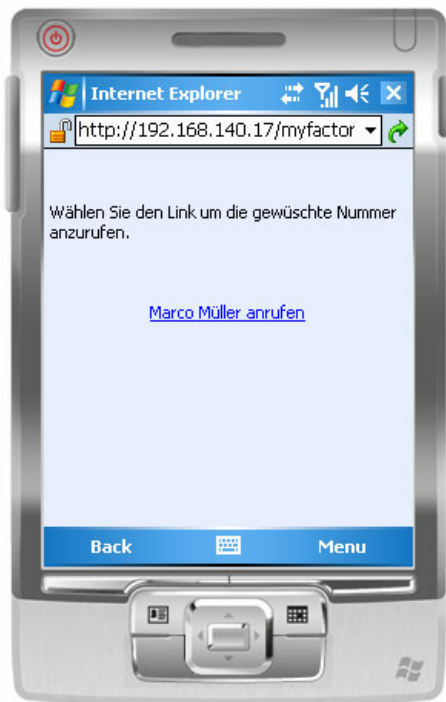 Internet Explorer
http://192.168.140.17/myfactor
Wählen Sie den Link um die gewüschte Nummer
anzurufen.
Marco Müller anrufen
Back
Menu